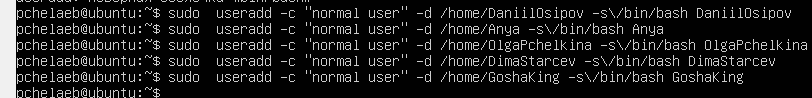 pchelaeb@ubuntu:~$ sudo  useradd -c "normal user" -d /home/DaniilOsipov -s\/bin/bash DaniilOsipov
pchelaeb@ubuntu:~$ sudo  useradd -c "normal user" -d /home/Anya -s\/bin/bash Anya
pchelaeb@ubuntu:~$ sudo  useradd -c "normal user" -d /home/OlgaPchelkina -s\/bin/bash OlgaPchelkina
pchelaeb@ubuntu:~$ sudo  useradd -c "normal user" -d /home/DimaStarcev -s\/bin/bash DimaStarcev
pchelaeb@ubuntu:~$ sudo  useradd -c "normal user" -d /home/GoshaKing -s\/bin/bash GoshaKing
pchelaeb@ubuntu:~$